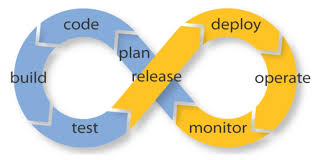 code
deploy
plan
build
release
operate
test
monitor